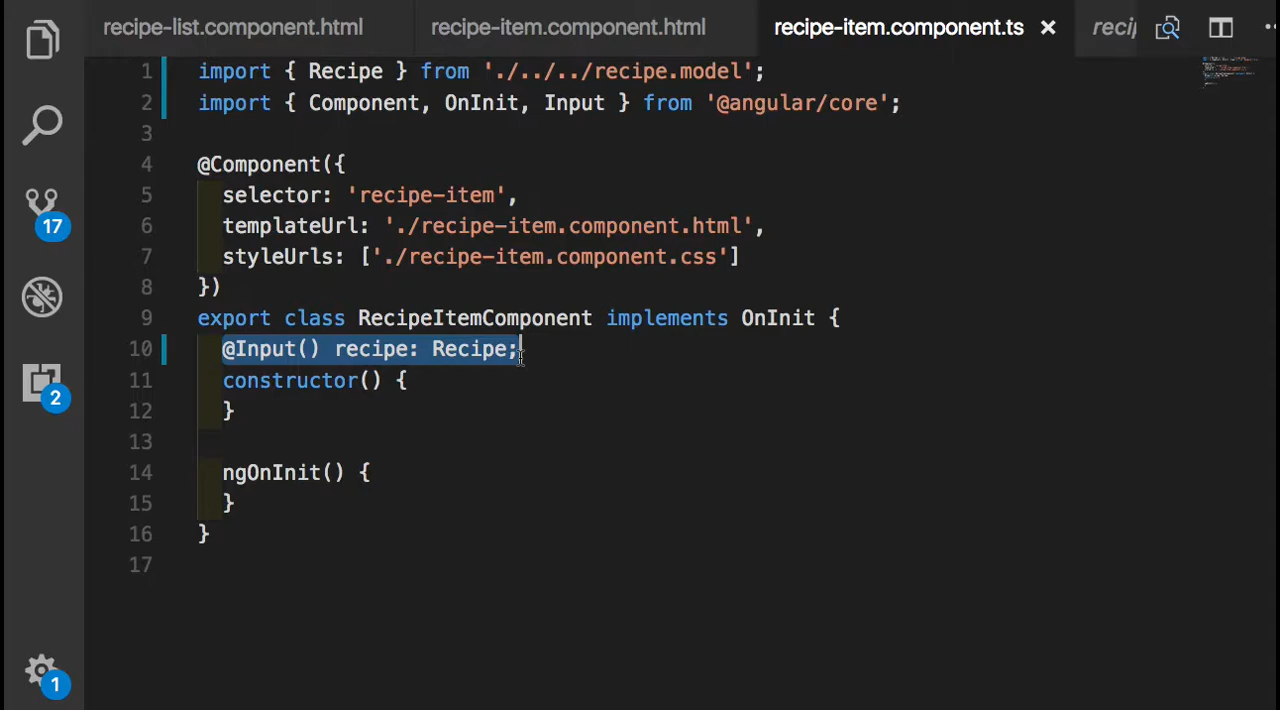 recipe-list.component.html recipe-item.component.html recipe-item.component.ts recip
1 import { Recipe } from './../../recipe.model';
2 import { Component, OnInit, Input } from '@angular/core';
3
4 @Component({
5 selector: 'recipe-item',
6 templateUrl: './recipe-item.component.html',
7 styleUrls: ['./recipe-item.component.css']
8 })
9 export class RecipeItemComponent implements OnInit {
10 @Input() recipe: Recipe;
11 constructor() {
12 }
13
14 ngOnInit() {
15 }
16 }
17
17
2
1